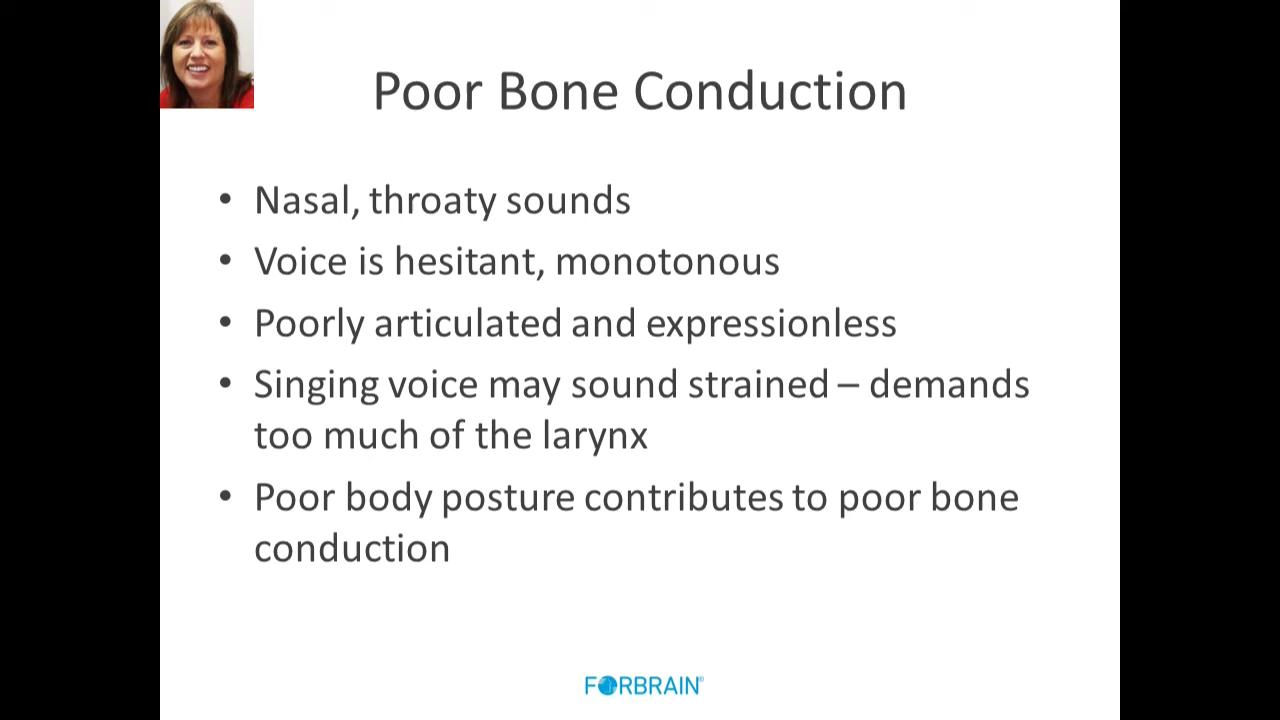 Poor Bone Conduction
• Nasal, throaty sounds
• Voice is hesitant, monotonous
• Poorly articulated and expressionless
• Singing voice may sound strained – demands
too much of the larynx
• Poor body posture contributes to poor bone
conduction
FORBRAIN®